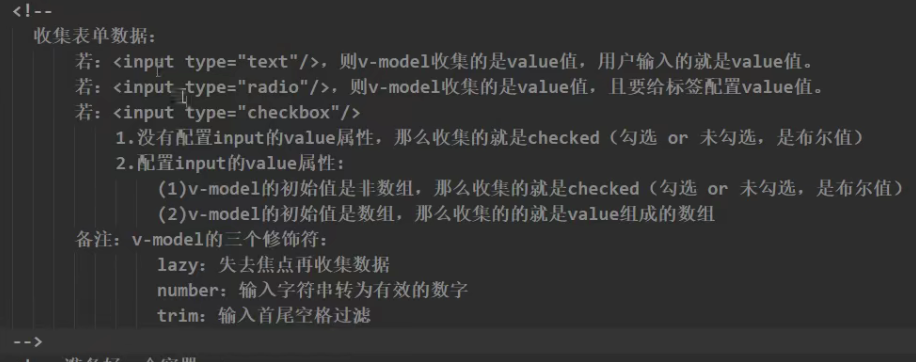 <!--
收集表单数据：
若：<input type="text"/>，则v-model收集的是value值，用户输入的就是value值。
若：<input type="radio"/>，则v-model收集的是value值，且要给标签配置value值。
若：<input type="checkbox"/>
1.没有配置input的value属性，那么收集的就是checked（勾选 or 未勾选，是布尔值）
2.配置input的value属性:
(1)v-model的初始值是非数组，那么收集的就是checked（勾选 or 未勾选，是布尔值）
(2)v-model的初始值是数组，那么收集的的就是value组成的数组
备注：v-model的三个修饰符：
lazy：失去焦点再收集数据
number：输入字符串转为有效的数字
trim：输入首尾空格过滤
-->